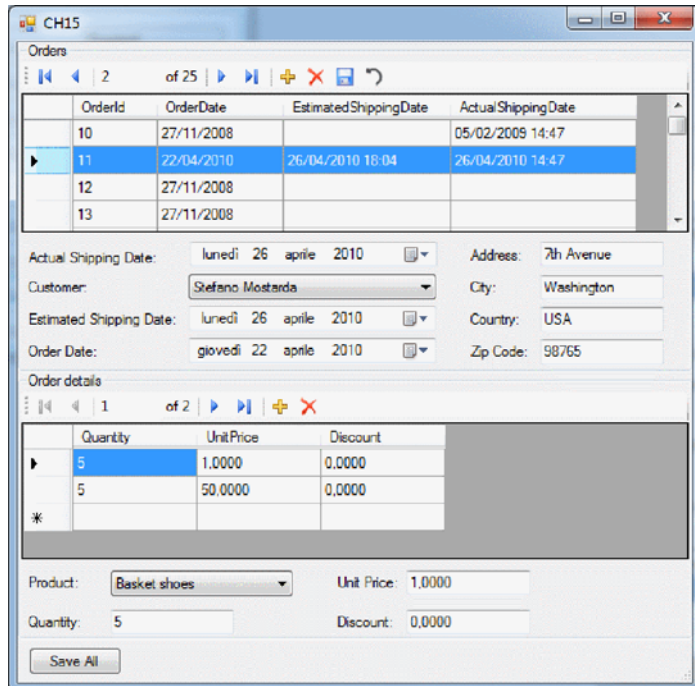 CH15
Orders
2 of 25
OrderId OrderDate EstimatedShippingDate ActualShippingDate
10 27/11/2008 05/02/2009 14:47
11 22/04/2010 26/04/2010 18:04 26/04/2010 14:47
12 27/11/2008
13 27/11/2008
Actual Shipping Date: lunedì 26 aprile 2010 Address: 7th Avenue
Customer: Stefano Mostarda City: Washington
Estimated Shipping Date: lunedì 26 aprile 2010 Country: USA
Order Date: giovedì 22 aprile 2010 Zip Code: 98765
Order details
1 of 2
Quantity UnitPrice Discount
5 1,0000 0,0000
5 50,0000 0,0000
Product: Basket shoes Unit Price: 1,0000
Quantity: 5 Discount: 0,0000
Save All